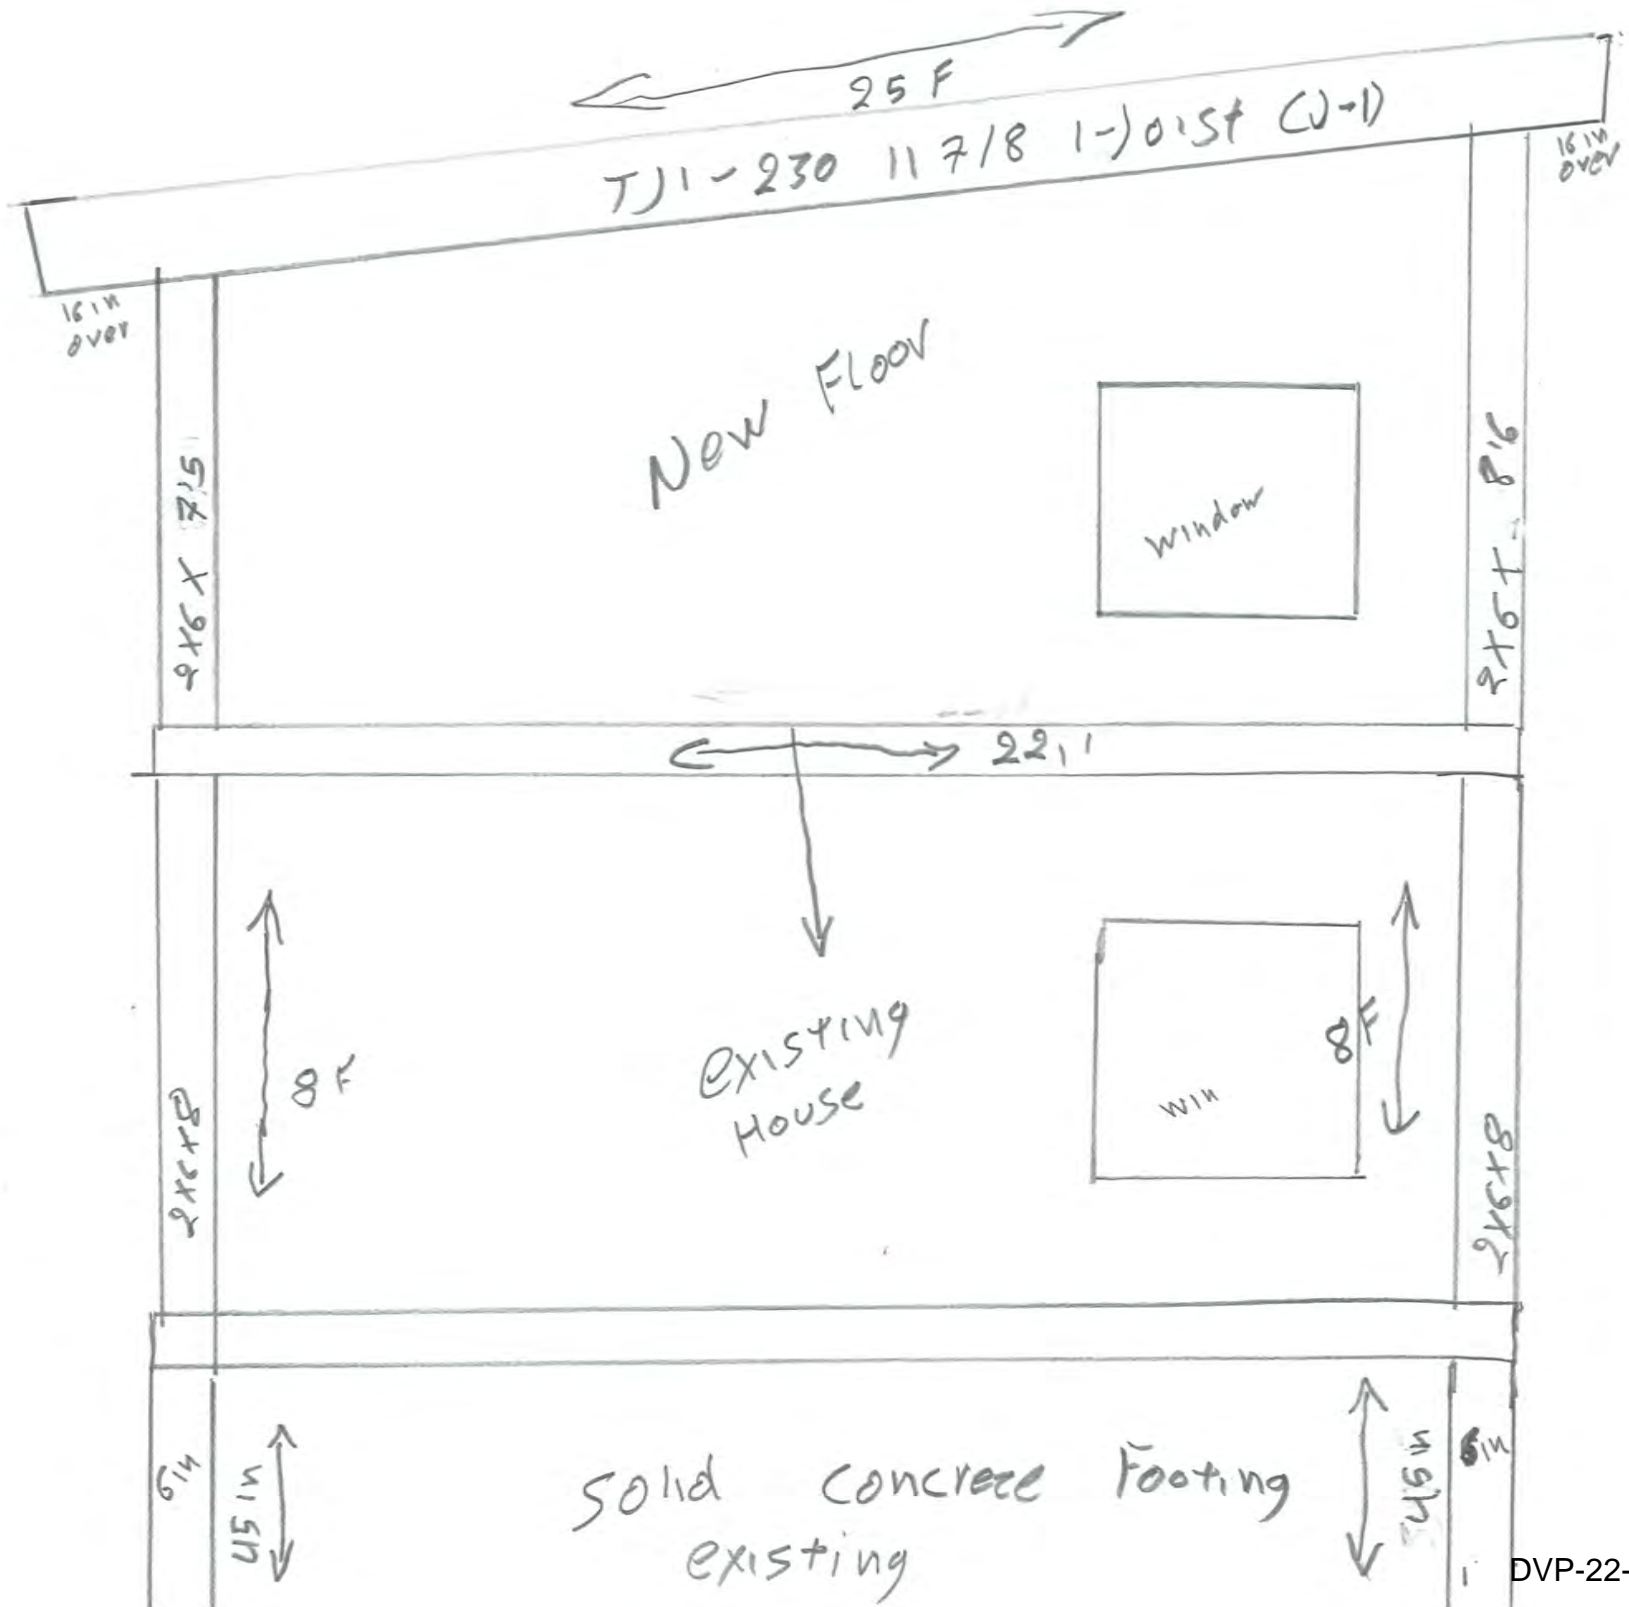 25 F
TJI-230 11 7/8 I-Joist (J-1)
16 in
over
16 in
over
New Floor
window
2x6 x 7'5
2x6 x 8'6
22,1
8 F
existing
House
win
8 F
2x6x8
2x6x8
6 in
45 in
Solid Concrete Footing
existing
45 in
6 in
DVP-22-